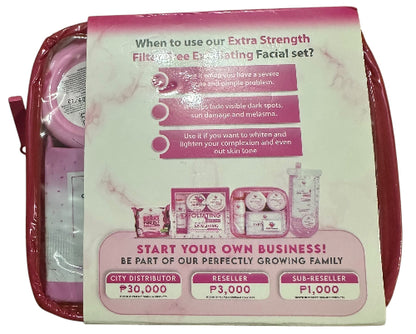 When to use our Extra Strength
Filter Free Exfoliating Facial set?
Use it when you have a severe
acne and pimple problem.
Helps fade visible dark spots,
sun damage and melasma.
Use it if you want to whiten and
lighten your complexion and even
out skin tone
START YOUR OWN BUSINESS!
BE PART OF OUR PERFECTLY GROWING FAMILY
CITY DISTRIBUTOR
₱30,000
RESELLER
₱3,000
SUB-RESELLER
₱1,000